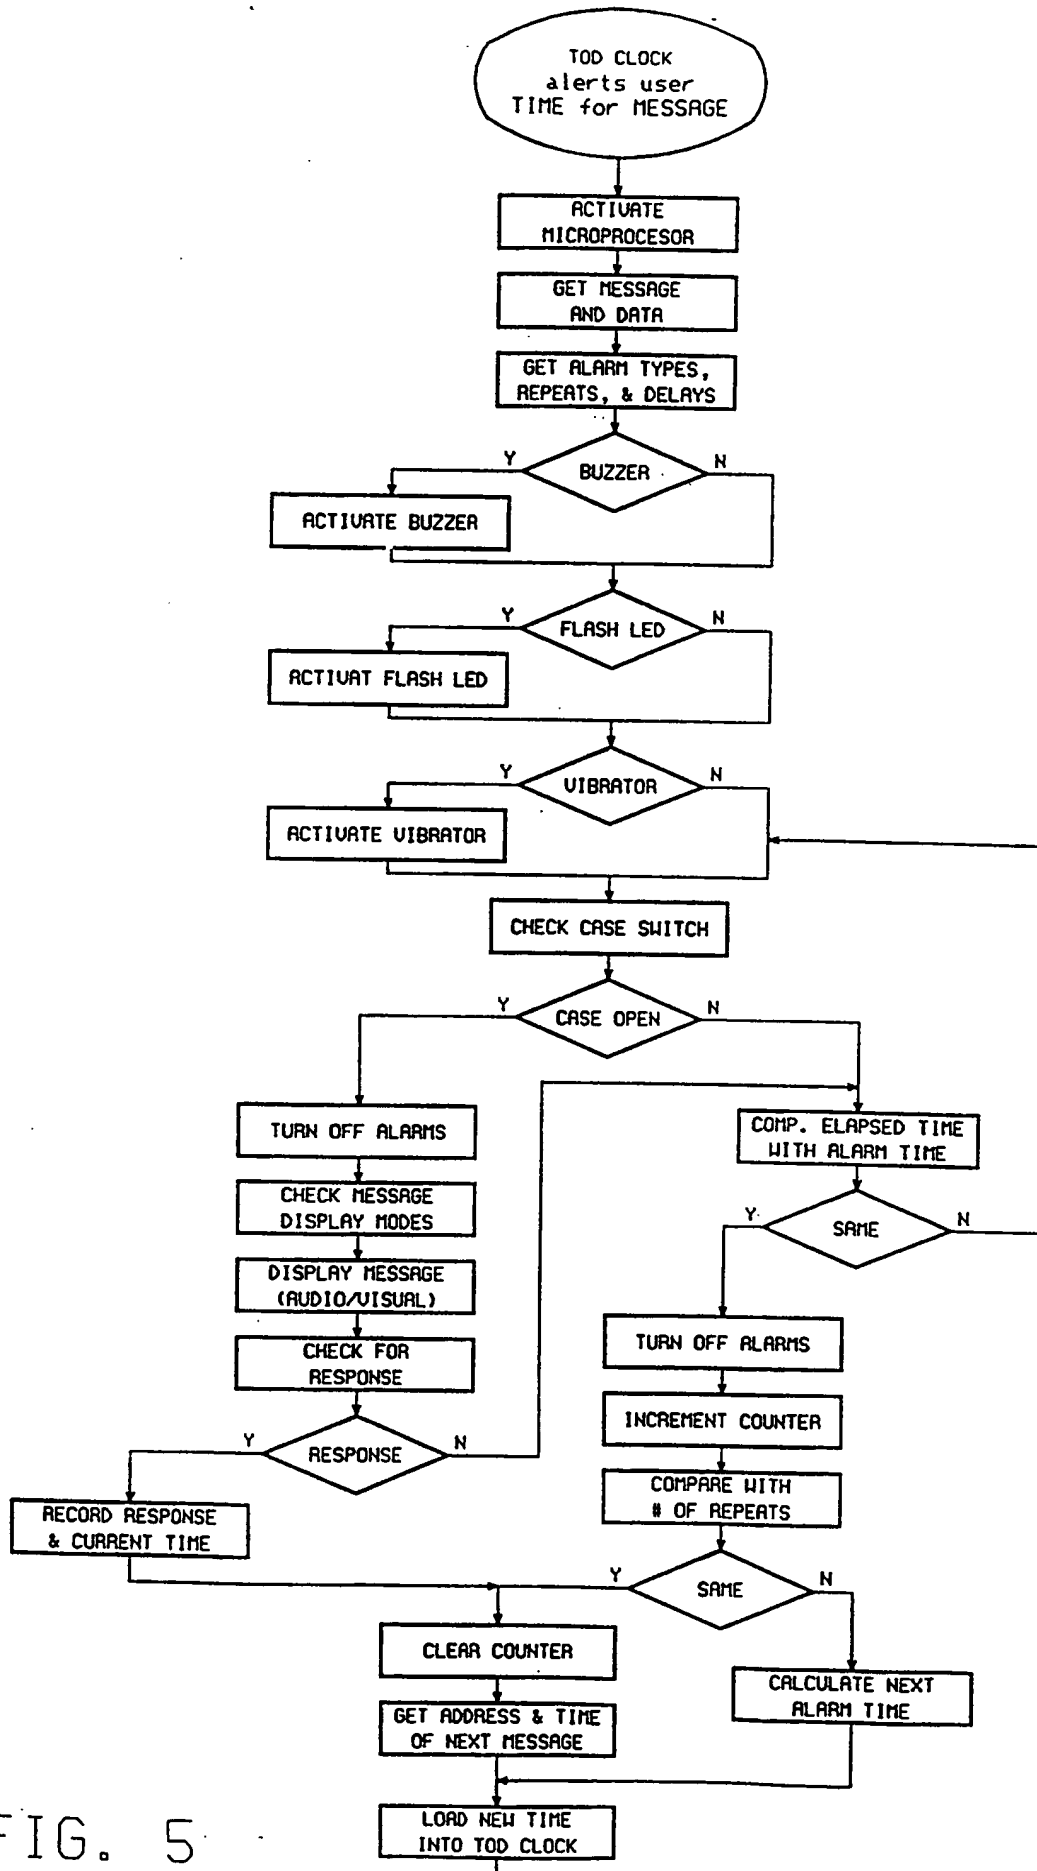 TOD CLOCK
alerts user
TIME for MESSAGE
ACTIVATE
MICROPROCESOR
GET MESSAGE
AND DATA
GET ALARM TYPES,
REPEATS, & DELAYS
Y
BUZZER
N
ACTIVATE BUZZER
Y
FLASH LED
N
ACTIVAT FLASH LED
Y
VIBRATOR
N
ACTIVATE VIBRATOR
CHECK CASE SWITCH
Y
CASE OPEN
N
TURN OFF ALARMS
COMP. ELAPSED TIME
WITH ALARM TIME
CHECK MESSAGE
DISPLAY MODES
Y
SAME
N
DISPLAY MESSAGE
(AUDIO/VISUAL)
TURN OFF ALARMS
CHECK FOR
RESPONSE
INCREMENT COUNTER
Y
RESPONSE
N
COMPARE WITH
# OF REPEATS
RECORD RESPONSE
& CURRENT TIME
Y
SAME
N
CLEAR COUNTER
CALCULATE NEXT
ALARM TIME
GET ADDRESS & TIME
OF NEXT MESSAGE
LOAD NEW TIME
INTO TOD CLOCK
FIG. 5